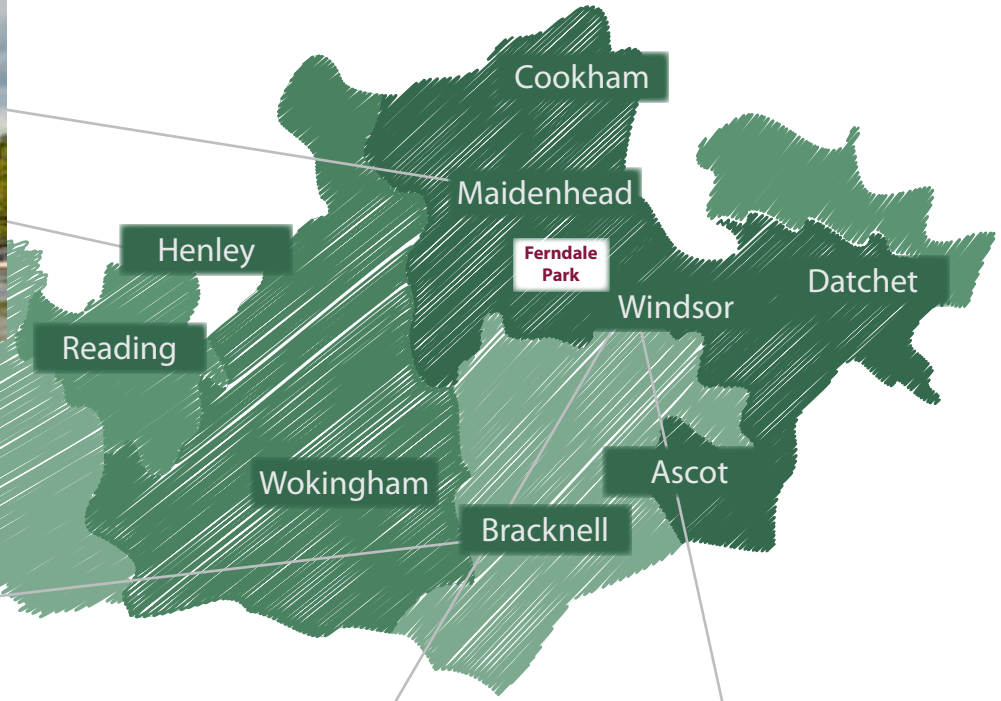 Cookham
Maidenhead
Henley
Ferndale
Park
Datchet
Windsor
Reading
Ascot
Wokingham
Bracknell